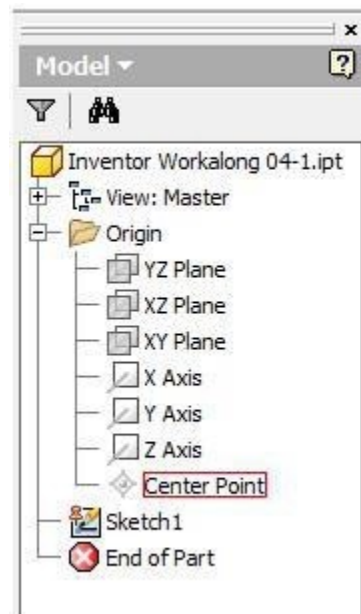 Model
Inventor Workalong 04-1.ipt
View: Master
Origin
YZ Plane
XZ Plane
XY Plane
X Axis
Y Axis
Z Axis
Center Point
Sketch1
End of Part